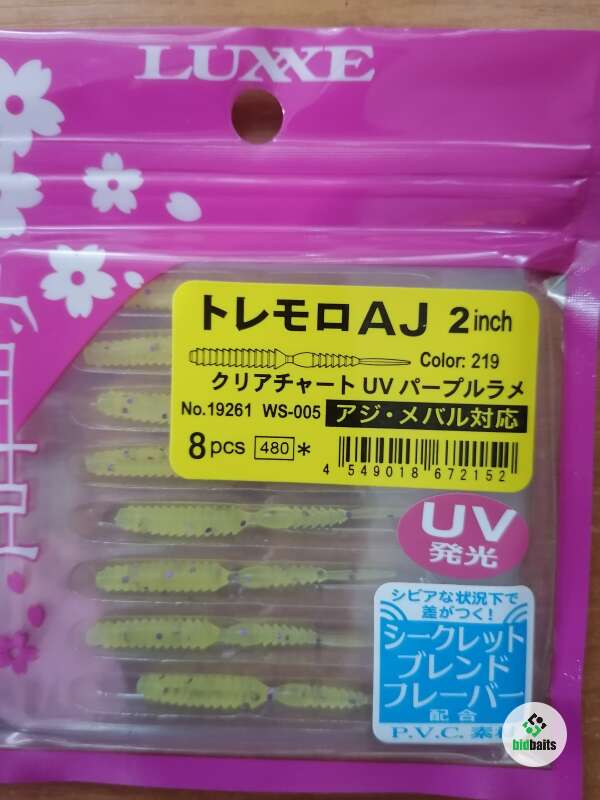 LUXXE
トレモロAJ 2inch
Color: 219
クリアチャート UV パープルラメ
No.19261 WS-005 アジ・メバル対応
8pcs 480*
4 549018 672152
UV
発光
シビアな状況下で
差がつく!
シークレット
ブレンド
フレーバー
配合
P.V.C.素材
bidbaits